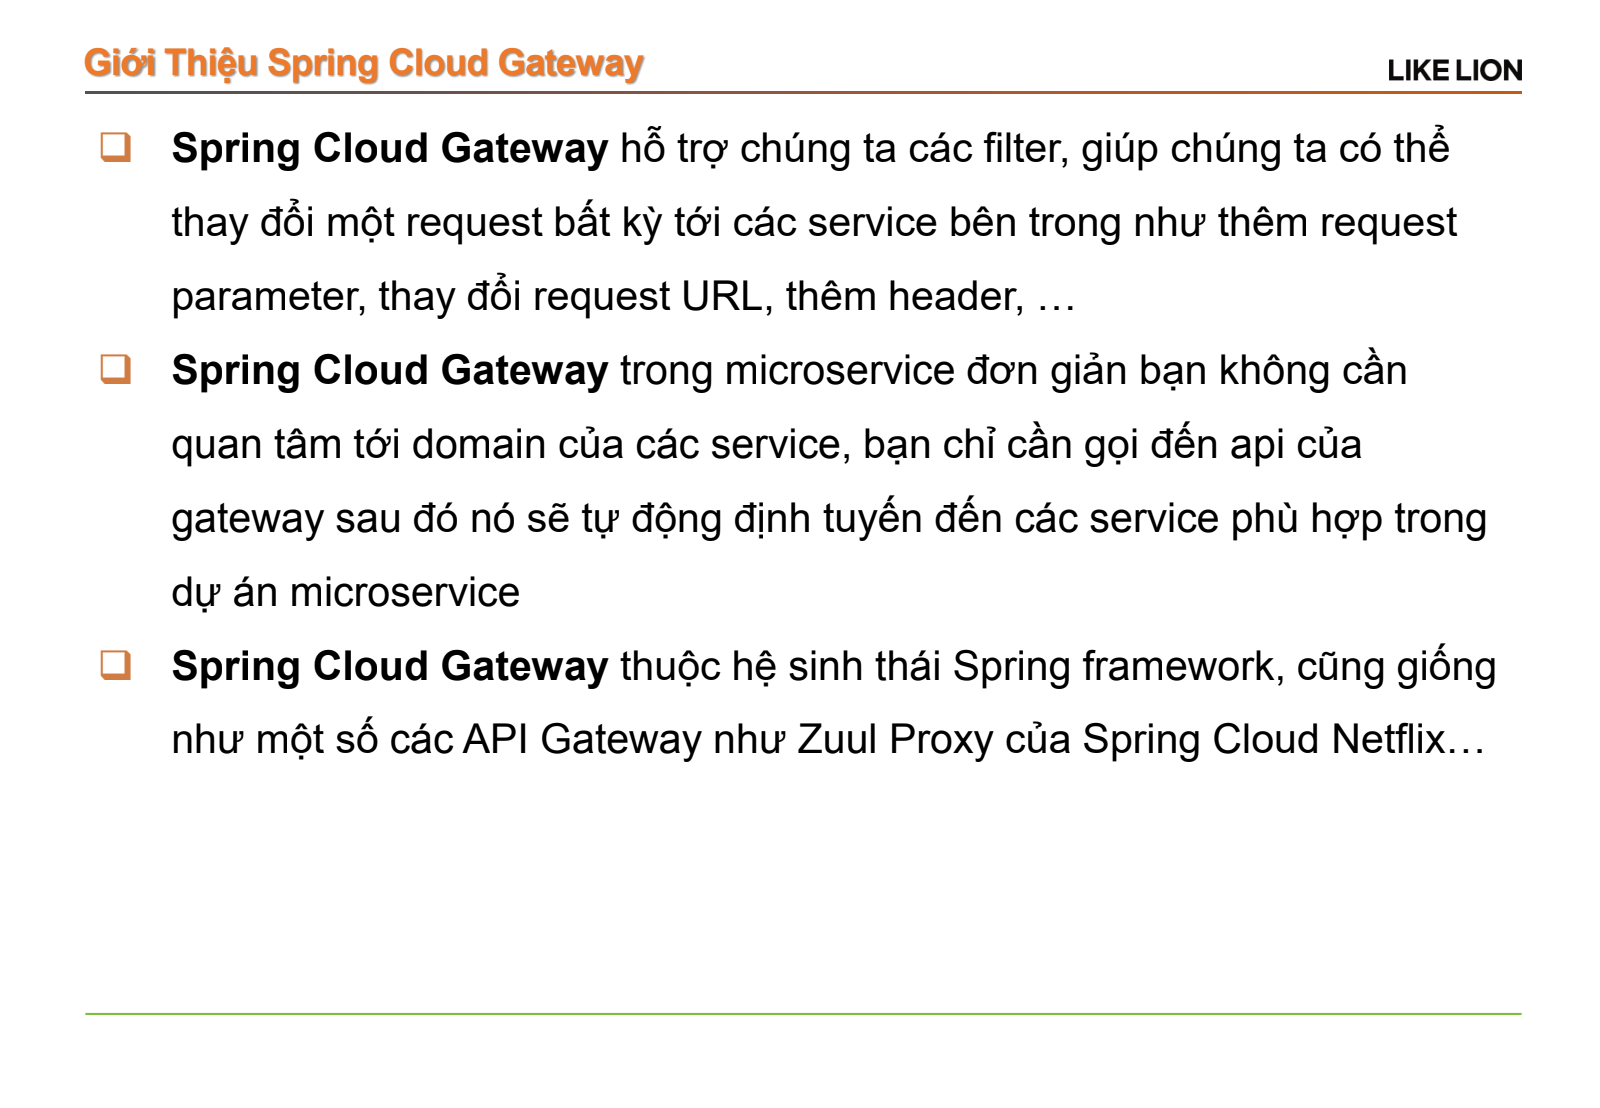 Giới Thiệu Spring Cloud Gateway
LIKE LION
Spring Cloud Gateway hỗ trợ chúng ta các filter, giúp chúng ta có thể
thay đổi một request bất kỳ tới các service bên trong như thêm request
parameter, thay đổi request URL, thêm header, …
Spring Cloud Gateway trong microservice đơn giản bạn không cần
quan tâm tới domain của các service, bạn chỉ cần gọi đến api của
gateway sau đó nó sẽ tự động định tuyến đến các service phù hợp trong
dự án microservice
Spring Cloud Gateway thuộc hệ sinh thái Spring framework, cũng giống
như một số các API Gateway như Zuul Proxy của Spring Cloud Netflix…